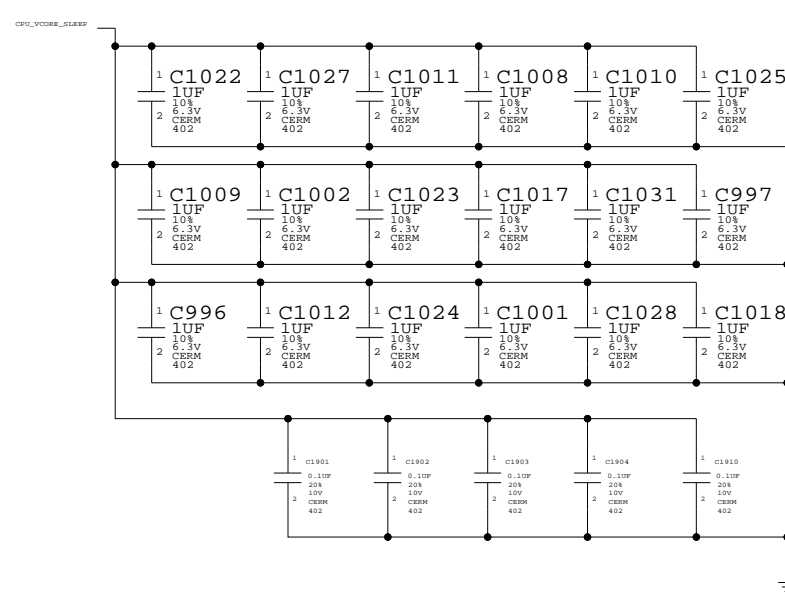 CPU_VCORE_SLEEP
1 C1022
1UF
10%
6.3V
2 CERM
402
1 C1027
1UF
10%
6.3V
2 CERM
402
1 C1011
1UF
10%
6.3V
2 CERM
402
1 C1008
1UF
10%
6.3V
2 CERM
402
1 C1010
1UF
10%
6.3V
2 CERM
402
1 C1025
1UF
10%
6.3V
2 CERM
402
1 C1009
1UF
10%
6.3V
2 CERM
402
1 C1002
1UF
10%
6.3V
2 CERM
402
1 C1023
1UF
10%
6.3V
2 CERM
402
1 C1017
1UF
10%
6.3V
2 CERM
402
1 C1031
1UF
10%
6.3V
2 CERM
402
1 C997
1UF
10%
6.3V
2 CERM
402
1 C996
1UF
10%
6.3V
2 CERM
402
1 C1012
1UF
10%
6.3V
2 CERM
402
1 C1024
1UF
10%
6.3V
2 CERM
402
1 C1001
1UF
10%
6.3V
2 CERM
402
1 C1028
1UF
10%
6.3V
2 CERM
402
1 C1018
1UF
10%
6.3V
2 CERM
402
1 C1901
0.1UF
20%
10V
2 CERM
402
1 C1902
0.1UF
20%
10V
2 CERM
402
1 C1903
0.1UF
20%
10V
2 CERM
402
1 C1904
0.1UF
20%
10V
2 CERM
402
1 C1910
0.1UF
20%
10V
2 CERM
402